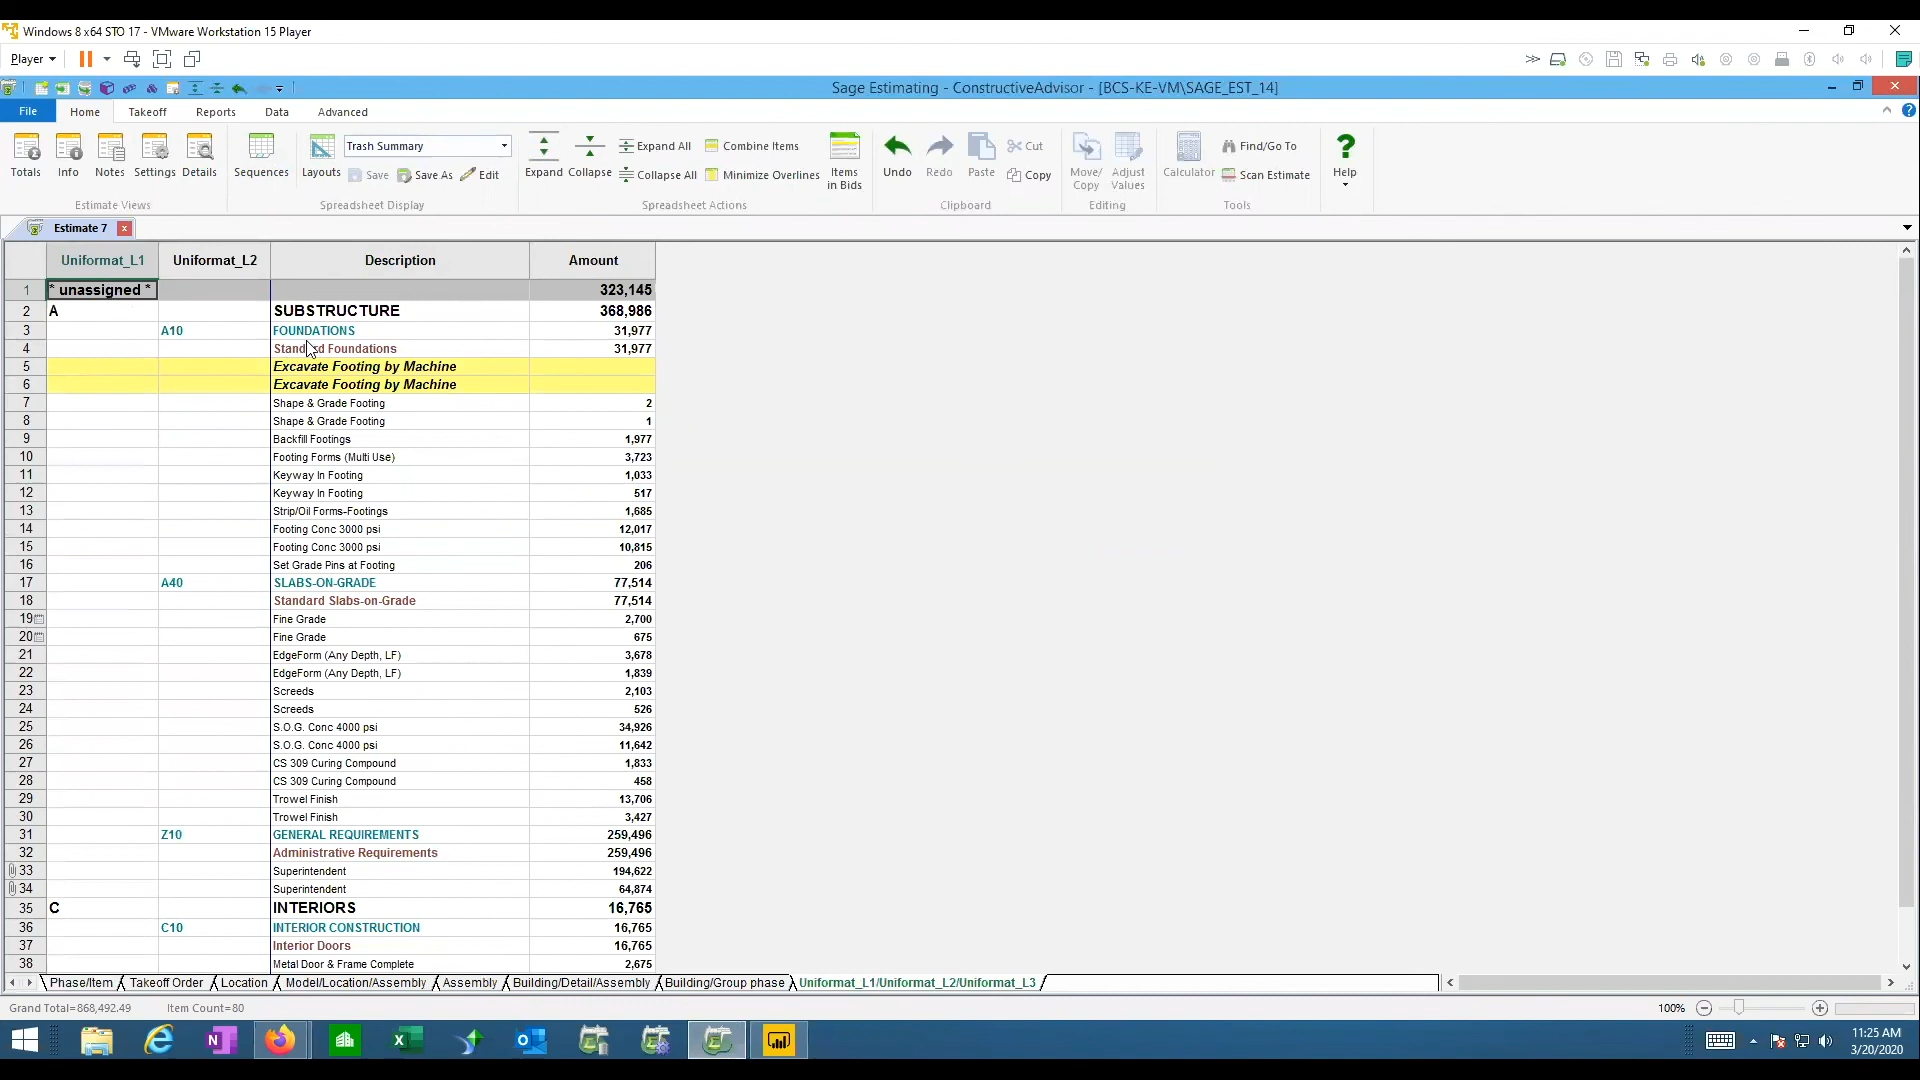 Windows 8 x64 STO 17 - VMware Workstation 15 Player
Player
Sage Estimating - ConstructiveAdvisor - [BCS-KE-VM\SAGE_EST_14]
File Home Takeoff Reports Data Advanced
Totals Info Notes Settings Details Sequences Layouts Trash Summary Save Save As Edit Expand Collapse Expand All Collapse All Combine Items Minimize Overlines Items in Bids Undo Redo Paste Cut Copy Move/ Copy Adjust Values Calculator Find/Go To Scan Estimate Help
Estimate Views Spreadsheet Display Spreadsheet Actions Clipboard Editing Tools
Estimate 7
Uniformat_L1 Uniformat_L2 Description Amount
1 * unassigned * 323,145
2 A SUBSTRUCTURE 368,986
3 A10 FOUNDATIONS 31,977
4 Standard Foundations 31,977
5 Excavate Footing by Machine
6 Excavate Footing by Machine
7 Shape & Grade Footing 2
8 Shape & Grade Footing 1
9 Backfill Footings 1,977
10 Footing Forms (Multi Use) 3,723
11 Keyway In Footing 1,033
12 Keyway In Footing 517
13 Strip/Oil Forms-Footings 1,685
14 Footing Conc 3000 psi 12,017
15 Footing Conc 3000 psi 10,815
16 Set Grade Pins at Footing 206
17 A40 SLABS-ON-GRADE 77,514
18 Standard Slabs-on-Grade 77,514
19 Fine Grade 2,700
20 Fine Grade 675
21 EdgeForm (Any Depth, LF) 3,678
22 EdgeForm (Any Depth, LF) 1,839
23 Screeds 2,103
24 Screeds 526
25 S.O.G. Conc 4000 psi 34,926
26 S.O.G. Conc 4000 psi 11,642
27 CS 309 Curing Compound 1,833
28 CS 309 Curing Compound 458
29 Trowel Finish 13,706
30 Trowel Finish 3,427
31 Z10 GENERAL REQUIREMENTS 259,496
32 Administrative Requirements 259,496
33 Superintendent 194,622
34 Superintendent 64,874
35 C INTERIORS 16,765
36 C10 INTERIOR CONSTRUCTION 16,765
37 Interior Doors 16,765
38 Metal Door & Frame Complete 2,675
Phase/Item Takeoff Order Location Model/Location/Assembly Assembly Building/Detail/Assembly Building/Group phase Uniformat_L1/Uniformat_L2/Uniformat_L3
Grand Total=868,492.49 Item Count=80 100%
11:25 AM
3/20/2020